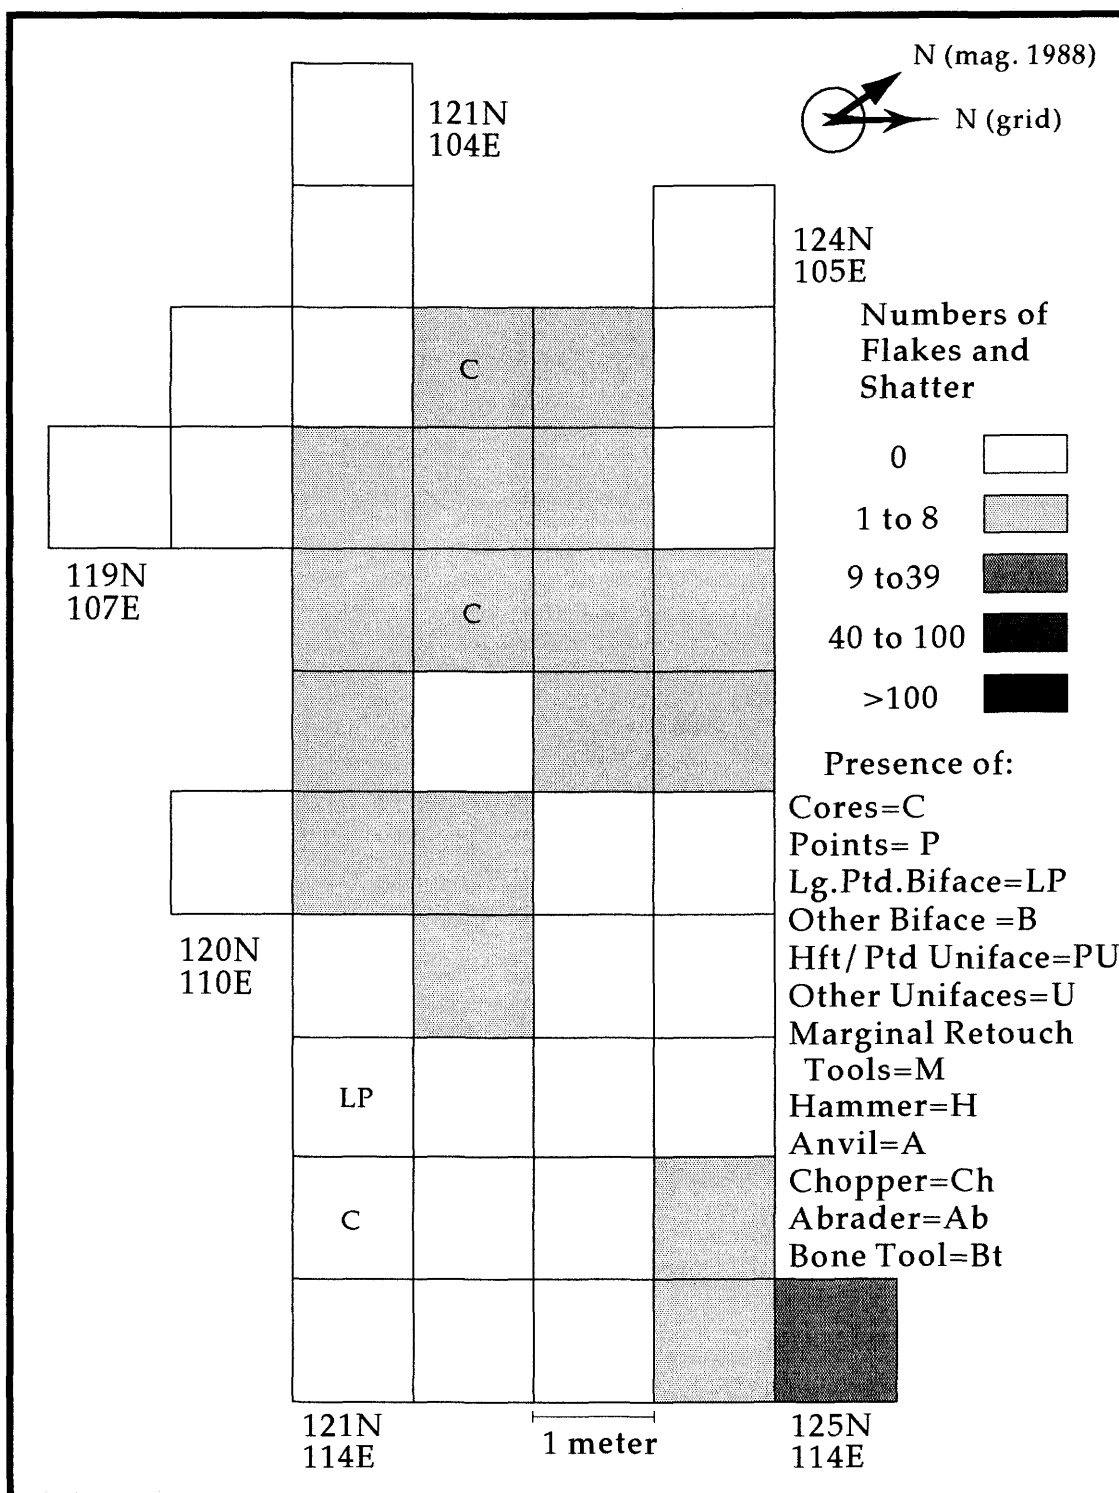 N (mag. 1988)
N (grid)
121N
104E
124N
105E
Numbers of
Flakes and
Shatter
0
1 to 8
9 to39
40 to 100
>100
C
119N
107E
C
Presence of:
Cores=C
Points= P
Lg.Ptd.Biface=LP
Other Biface =B
Hft/Ptd Uniface=PU
Other Unifaces=U
Marginal Retouch
Tools=M
Hammer=H
Anvil=A
Chopper=Ch
Abrader=Ab
Bone Tool=Bt
120N
110E
LP
C
121N
114E
1 meter
125N
114E